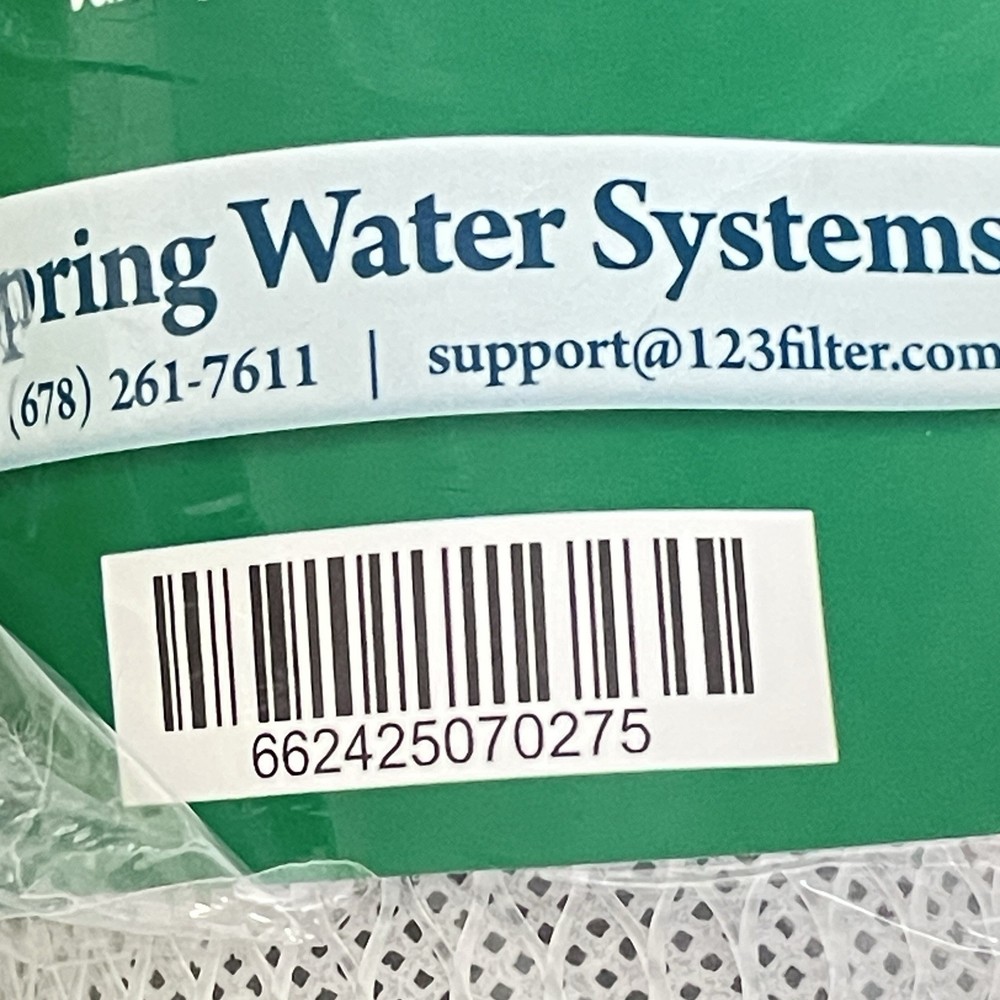 pring Water Systems
(678) 261-7611 | support@123filter.com
662425070275